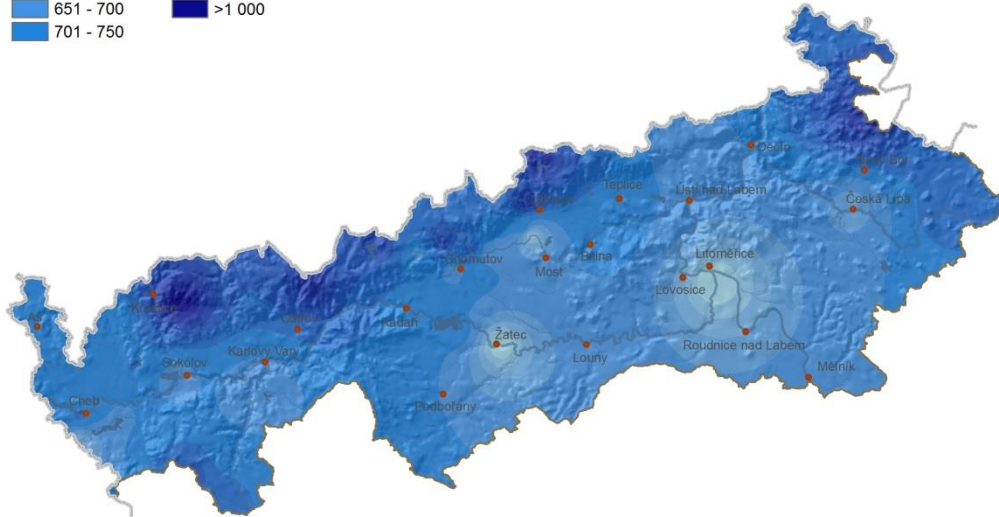 651 - 700
>1 000
701 - 750
Děčín
Nový Bor
Teplice
Ústí nad Labem
Česká Lípa
Litvínov
Bílina
Litoměřice
Chomutov
Most
Lovosice
Kraslice
Aš
Ostrov
Kadaň
Žatec
Louny
Roudnice nad Labem
Karlovy Vary
Sokolov
Mělník
Cheb
Podbořany